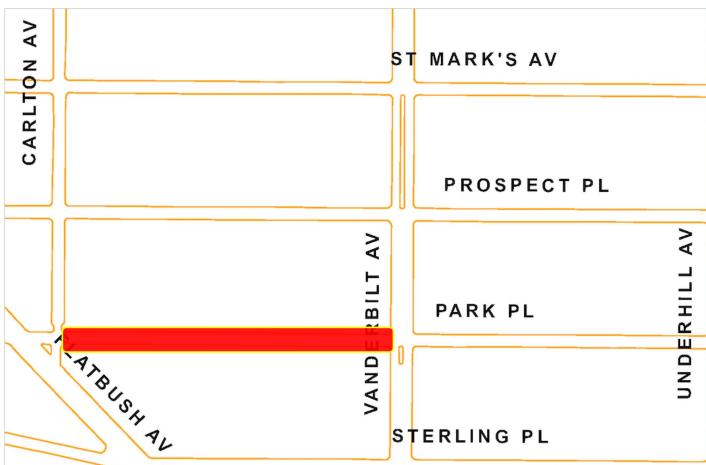 CARLTON AV
ST MARK'S AV
PROSPECT PL
VANDERBILT AV
UNDERHILL AV
PARK PL
FLATBUSH AV
STERLING PL